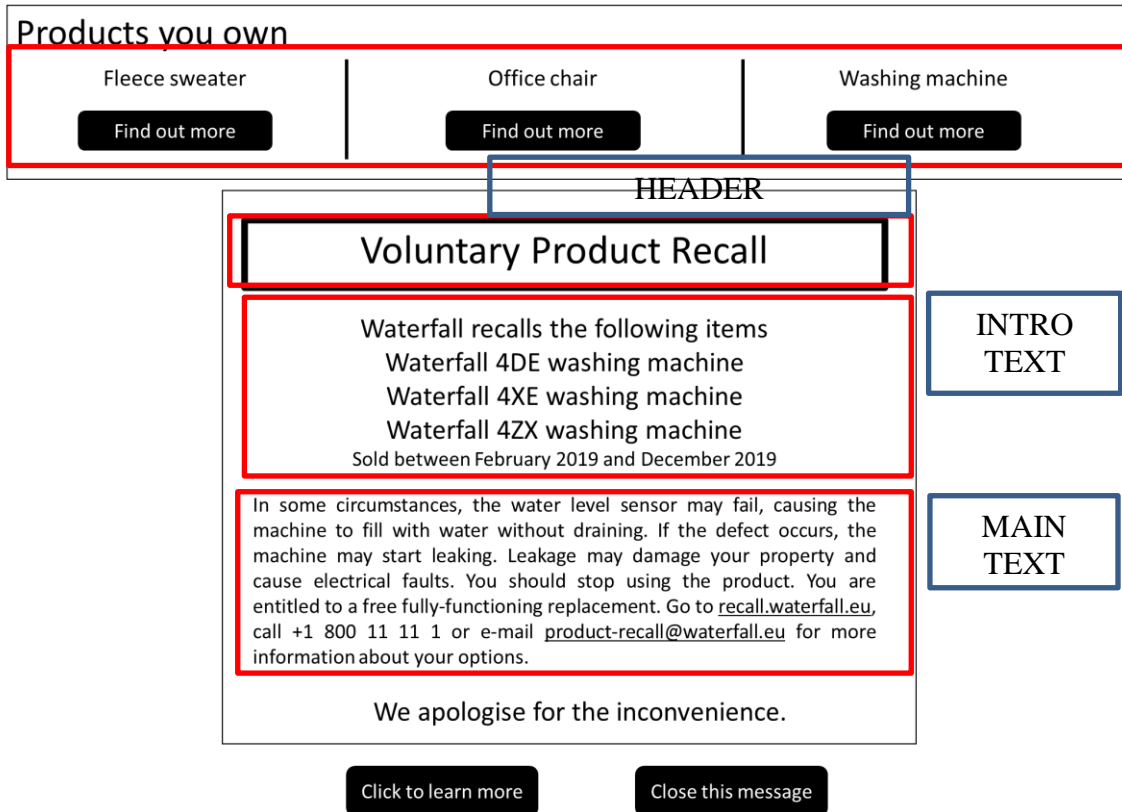 Products you own
Fleece sweater
Office chair
Washing machine
Find out more
Find out more
Find out more
HEADER
Voluntary Product Recall
INTRO
TEXT
Waterfall recalls the following items
Waterfall 4DE washing machine
Waterfall 4XE washing machine
Waterfall 4ZX washing machine
Sold between February 2019 and December 2019
MAIN
TEXT
In some circumstances, the water level sensor may fail, causing the
machine to fill with water without draining. If the defect occurs, the
machine may start leaking. Leakage may damage your property and
cause electrical faults. You should stop using the product. You are
entitled to a free fully-functioning replacement. Go to recall.waterfall.eu,
call +1 800 11 11 1 or e-mail product-recall@waterfall.eu for more
information about your options.
We apologise for the inconvenience.
Click to learn more
Close this message